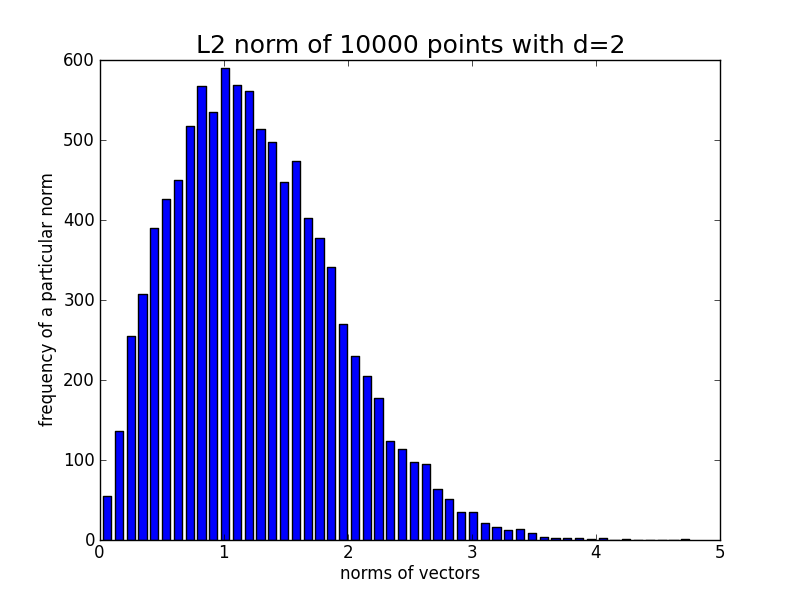 L2 norm of 10000 points with d=2
600
500
400
300
200
100
0
frequency of a particular norm
0 1 2 3 4 5
norms of vectors